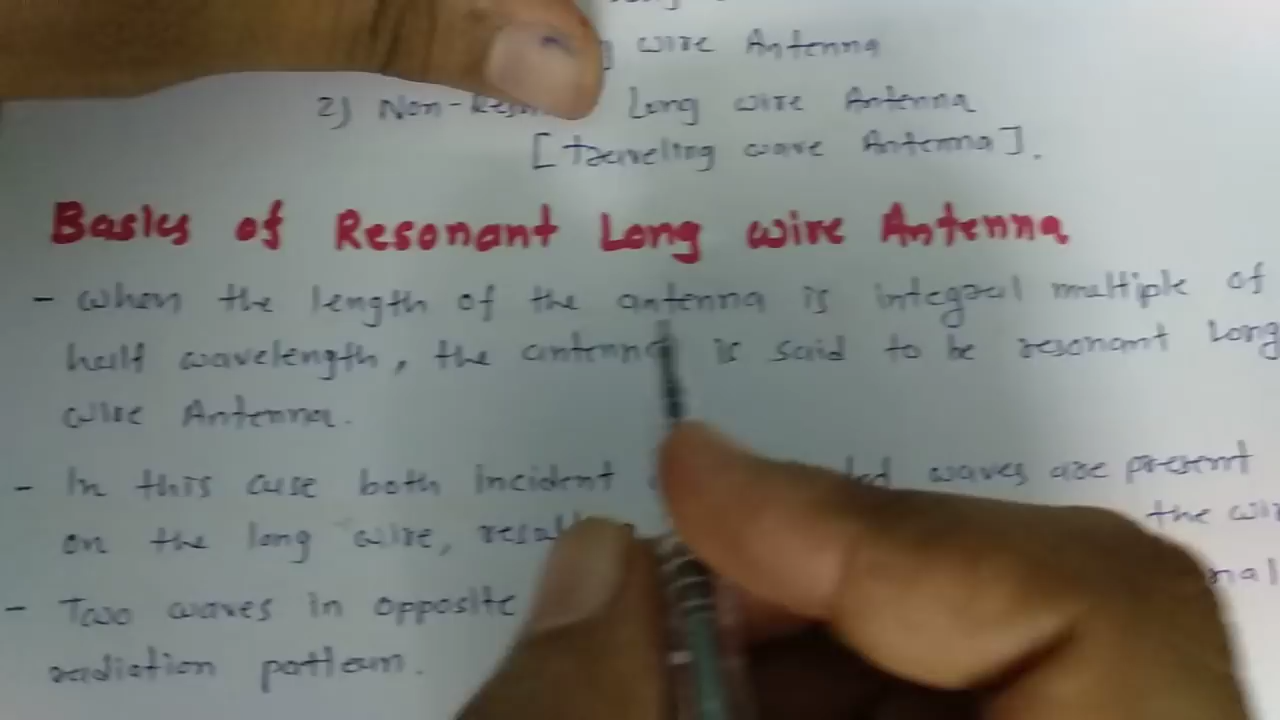 wire Antenna
2) Non- Long wire Antenna
[traveling wave Antenna].
Basics of Resonant Long wire Antenna
- When the length of the antenna is integral multiple of
half wavelength, the antenna is said to be resonant Long
wire Antenna.
- In this case both incident waves are present
on the long wire, the
- Two waves in opposite
radiation pattern.